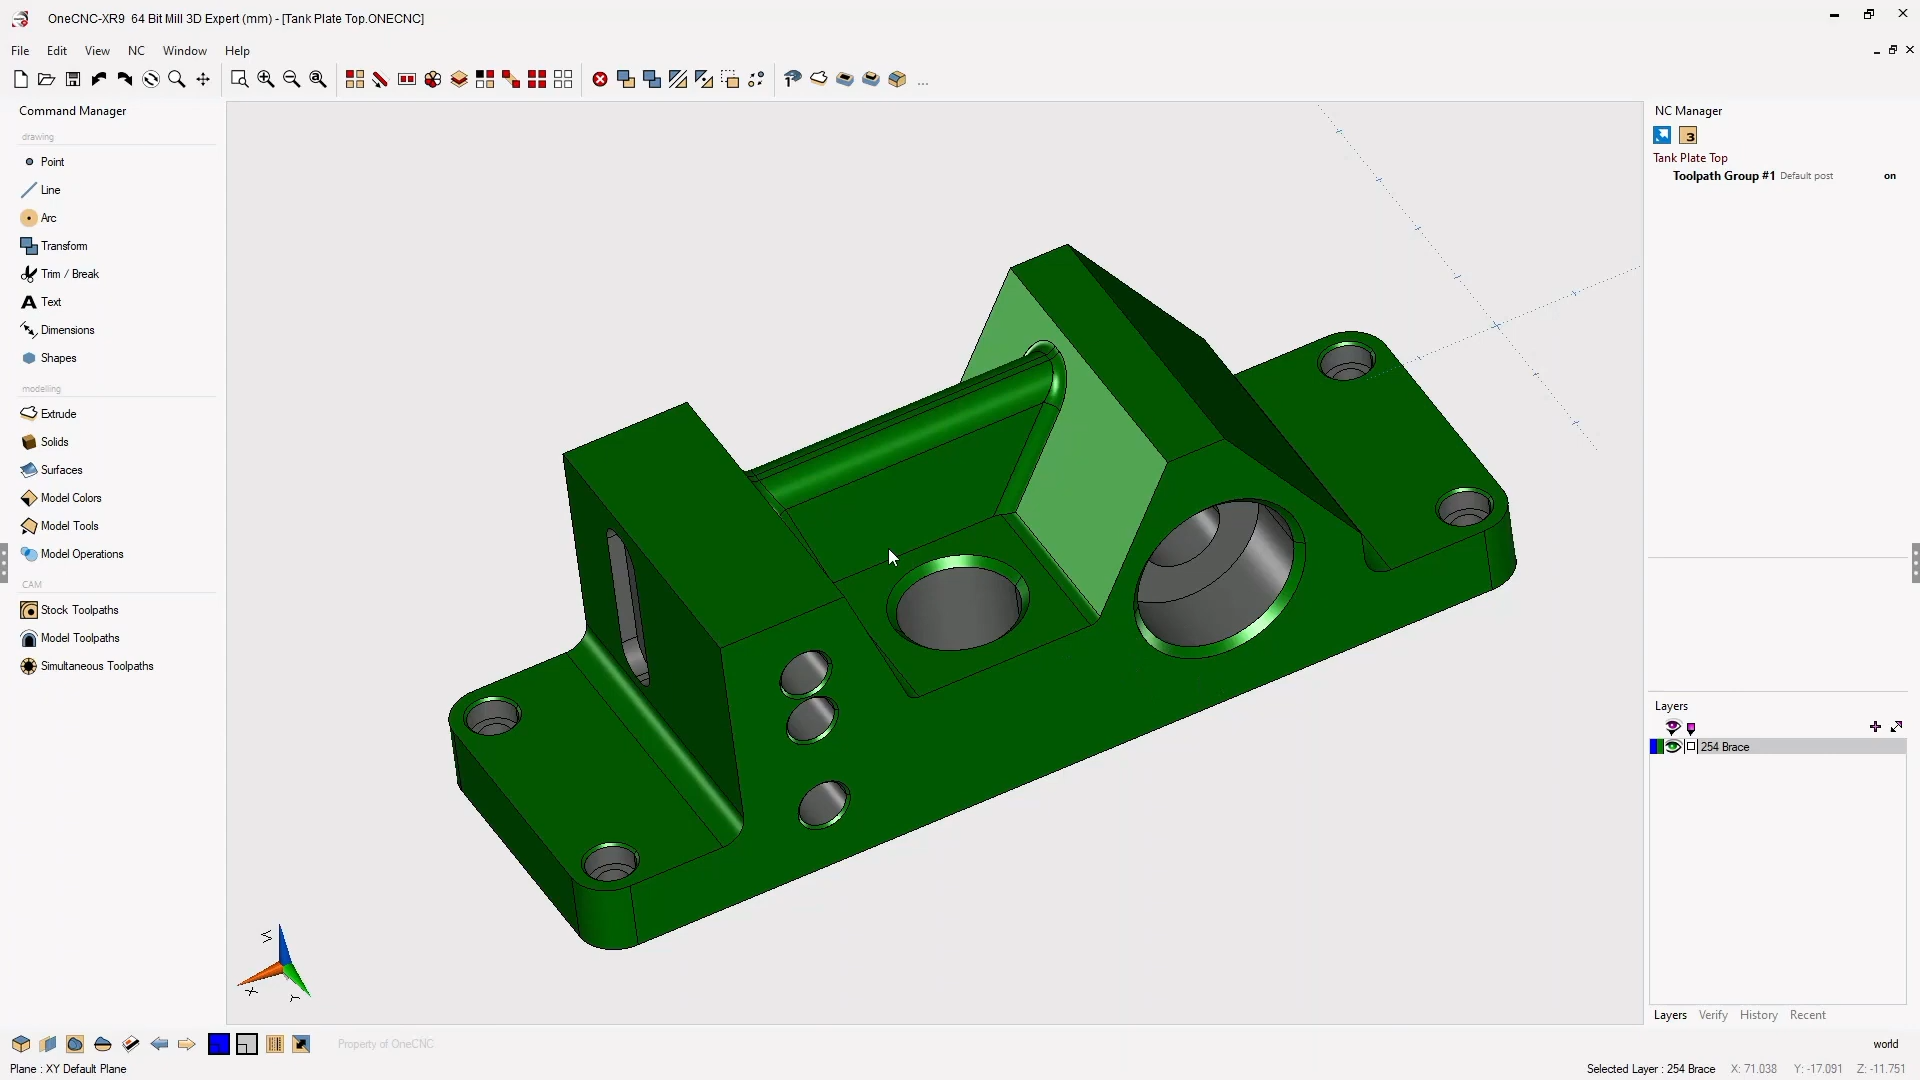 OneCNC-XR9 64 Bit Mill 3D Expert (mm) - [Tank Plate Top.ONECNC]
File Edit View NC Window Help
Command Manager
drawing
Point
Line
Arc
Transform
Trim / Break
Text
Dimensions
Shapes
modelling
Extrude
Solids
Surfaces
Model Colors
Model Tools
Model Operations
CAM
Stock Toolpaths
Model Toolpaths
Simultaneous Toolpaths
NC Manager
3
Tank Plate Top
Toolpath Group #1 Default post on
Layers
254 Brace
Layers Verify History Recent
X
Y
Property of OneCNC
world
Plane : XY Default Plane
Selected Layer : 254 Brace X: 71.038 Y: -17.091 Z: -11.751